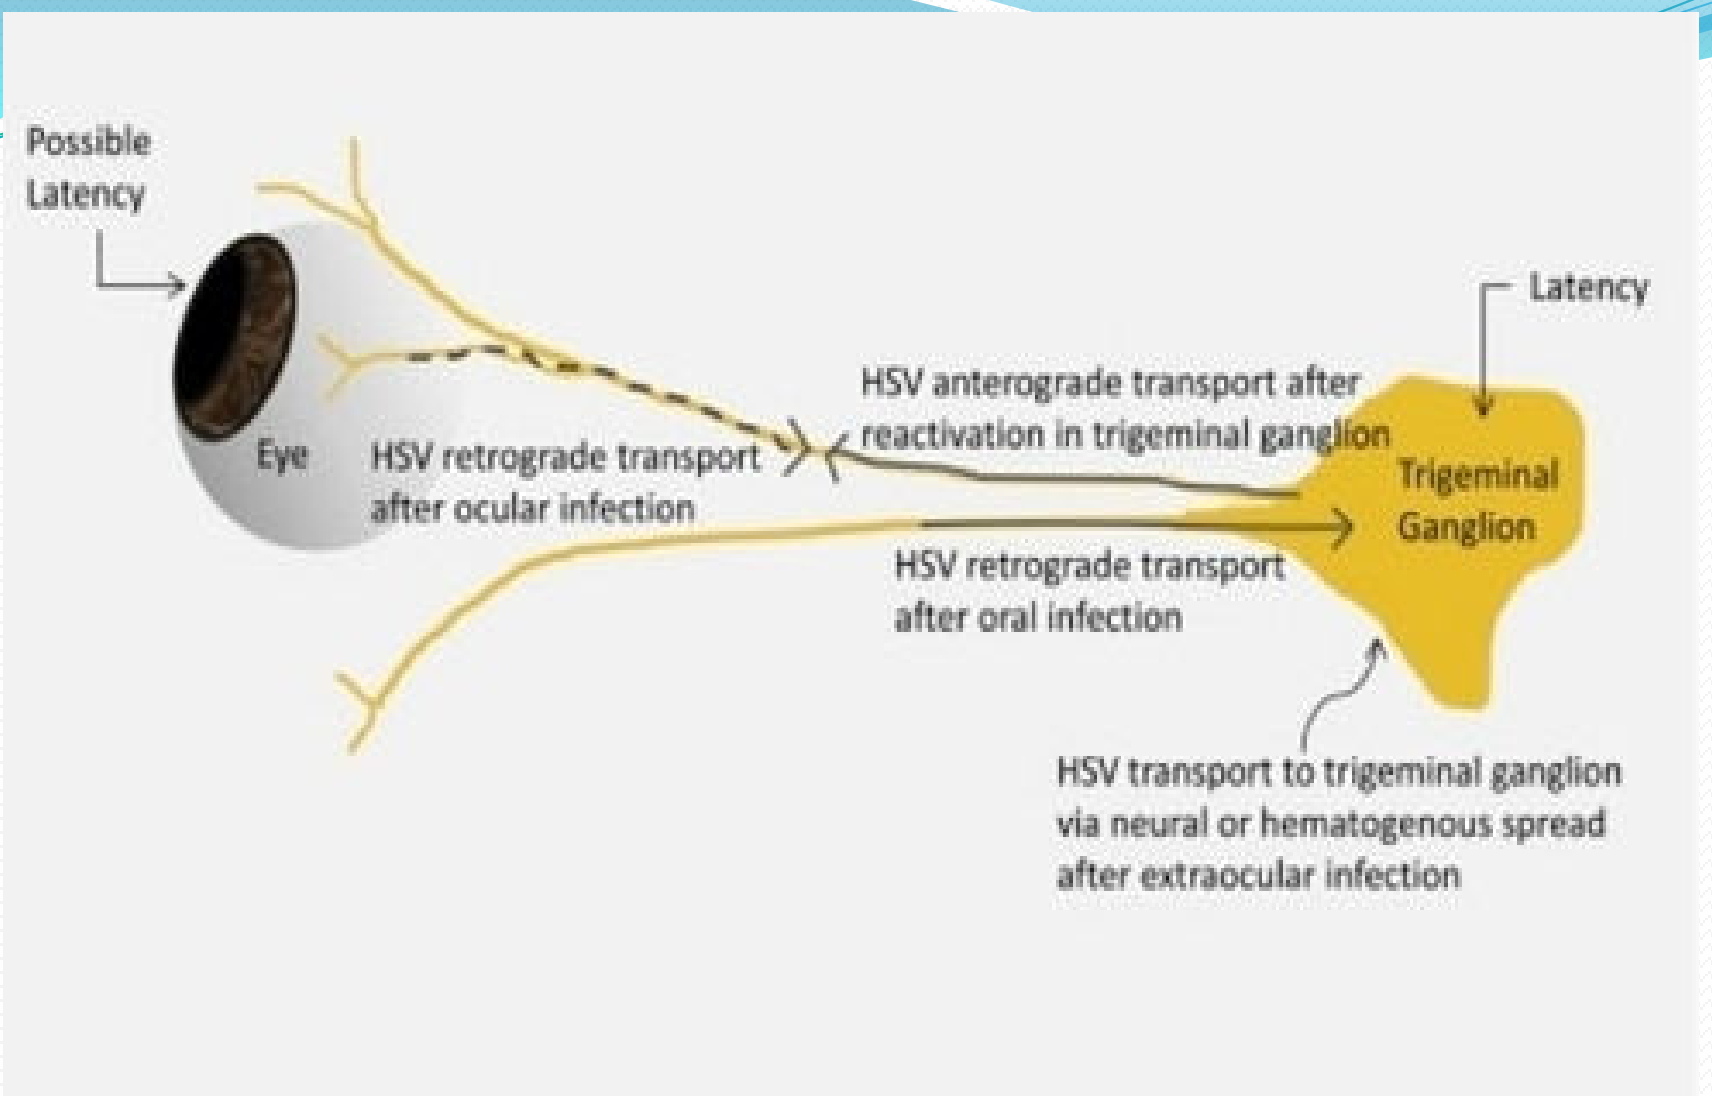 Possible
Latency
Latency
HSV anterograde transport after
reactivation in trigeminal ganglion
Eye
HSV retrograde transport
after ocular infection
Trigeminal
Ganglion
HSV retrograde transport
after oral infection
HSV transport to trigeminal ganglion
via neural or hematogenous spread
after extraocular infection